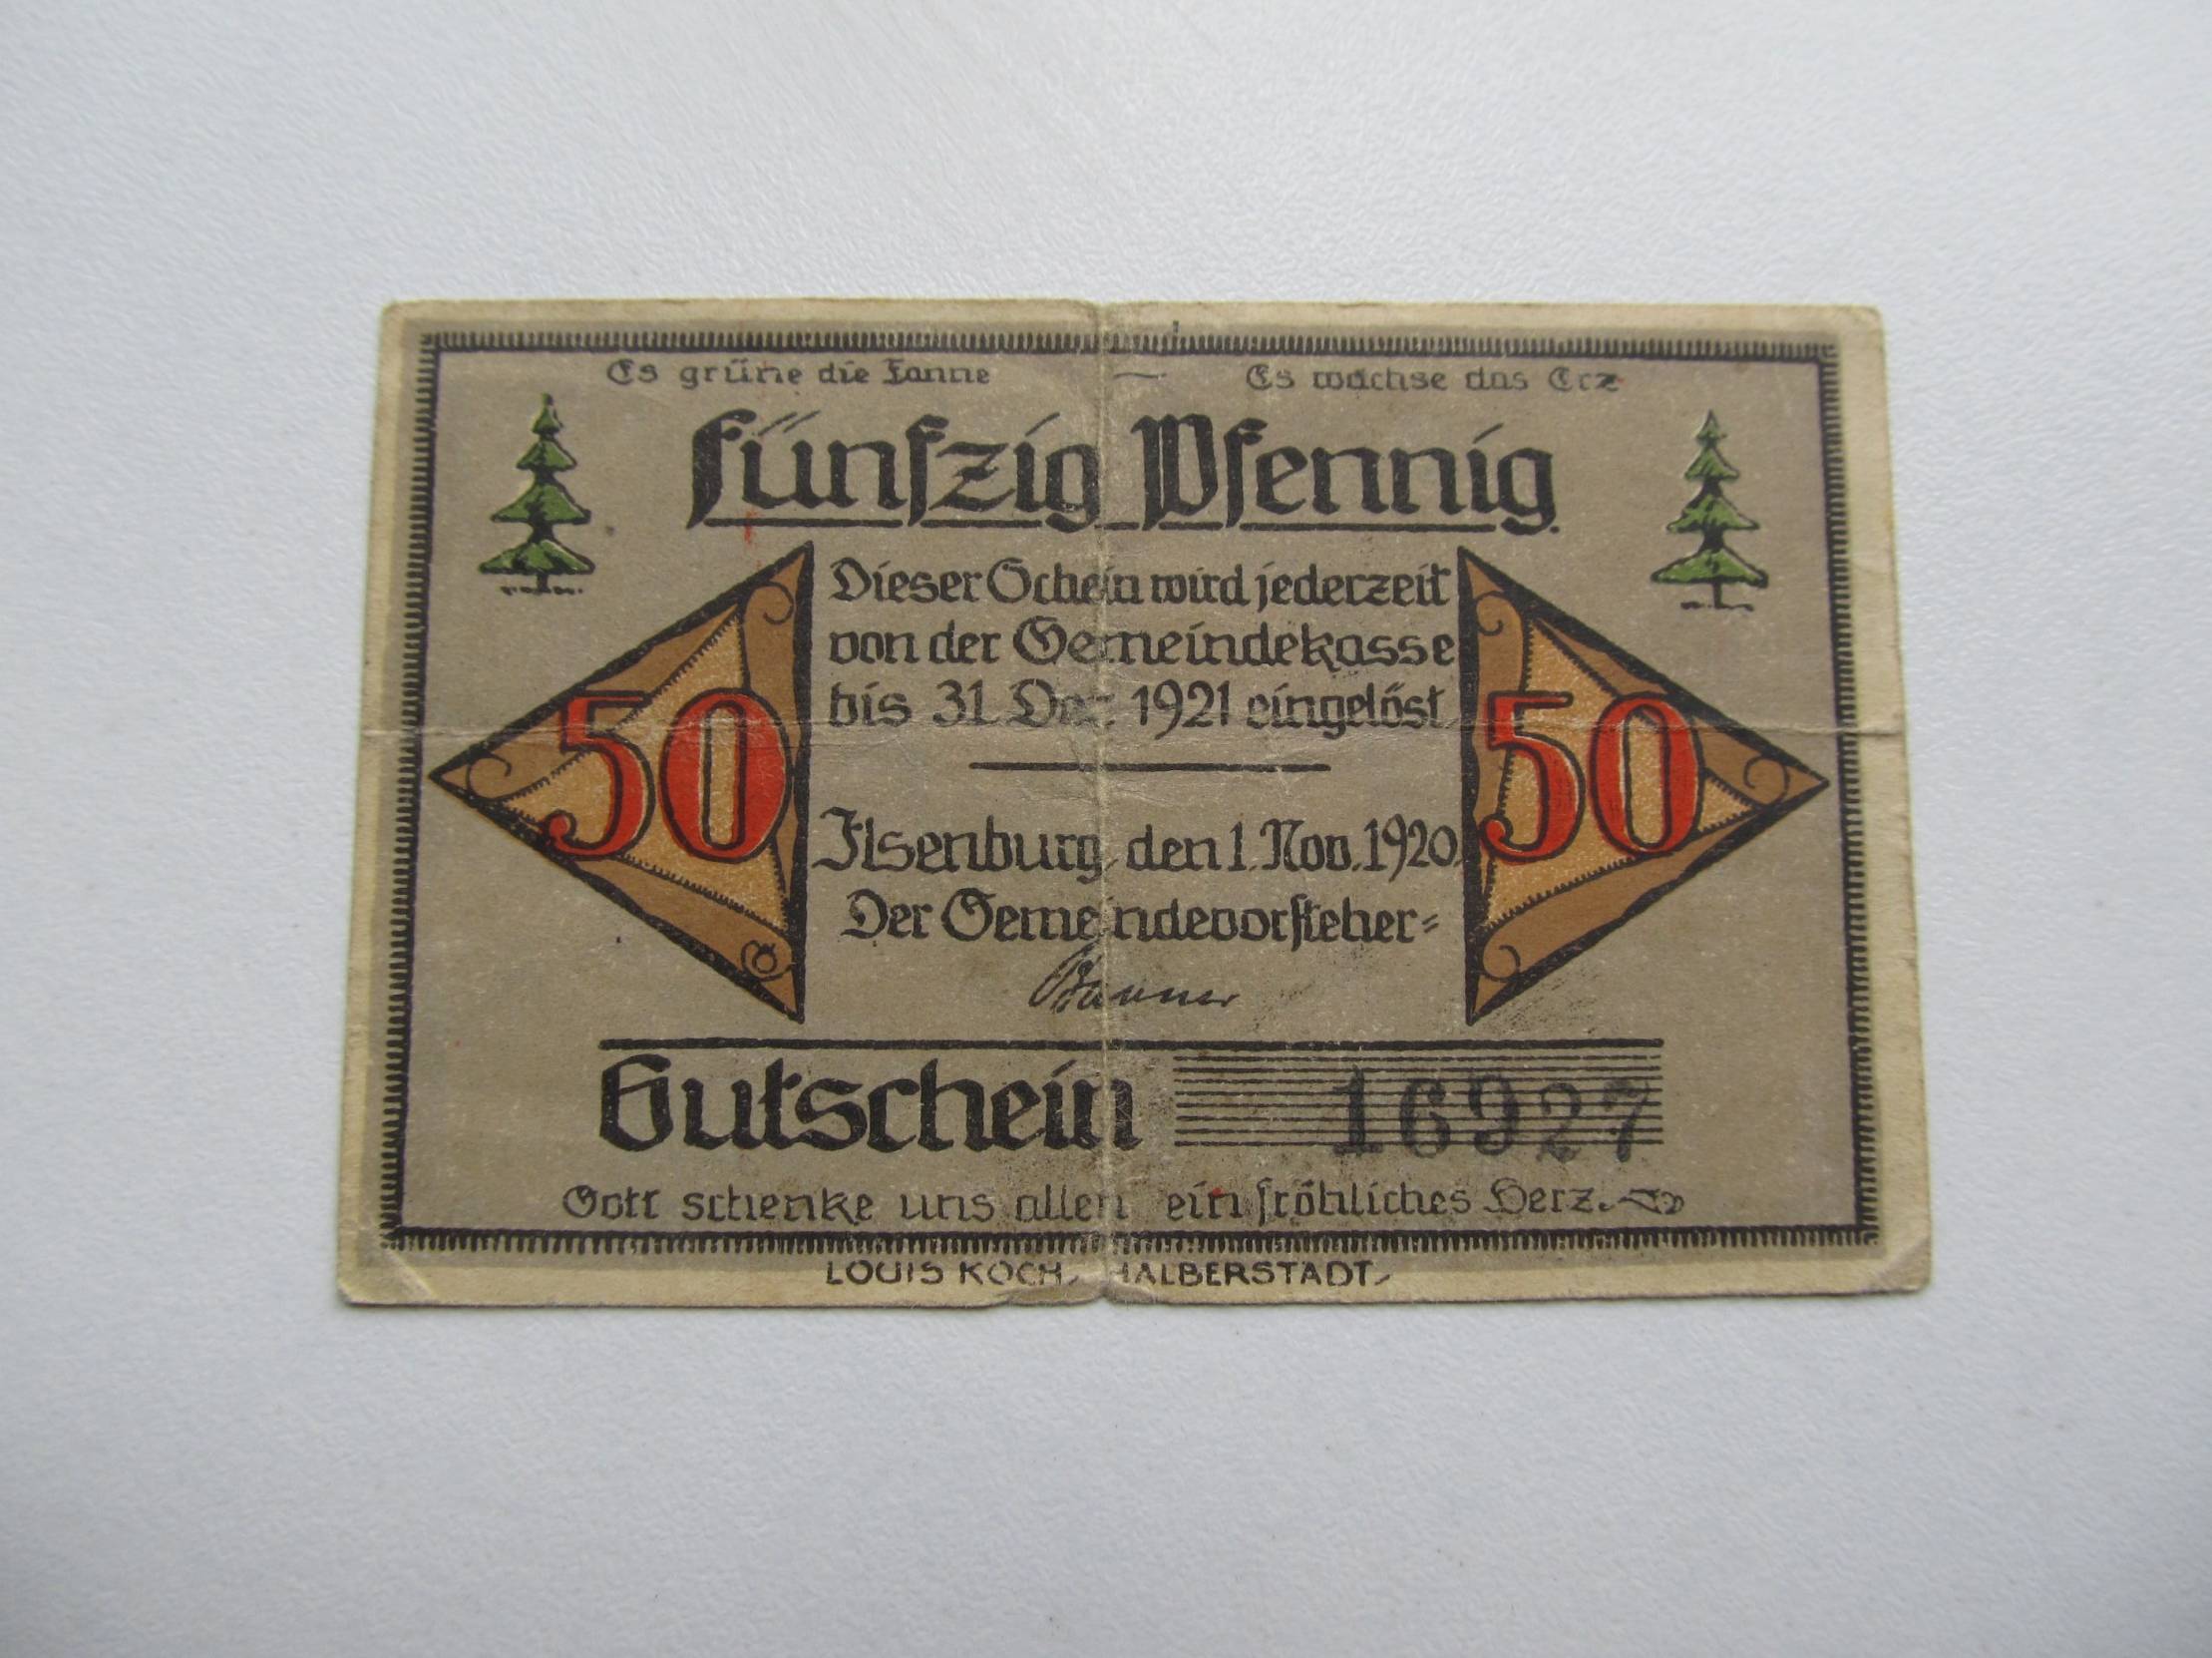 Es grüne die Tanne — Es wachse das Erz
Fünfzig Pfennig.
Dieser Schein wird jederzeit
von der Gemeindekasse
bis 31. Dez. 1921 eingelöst
50
50
Ilsenburg, den 1. Nov. 1920.
Der Gemeindevorsteher=
Gutschein 16927
Gott schenke uns allen ein fröhliches Herz.
LOUIS KOCH, HALBERSTADT,